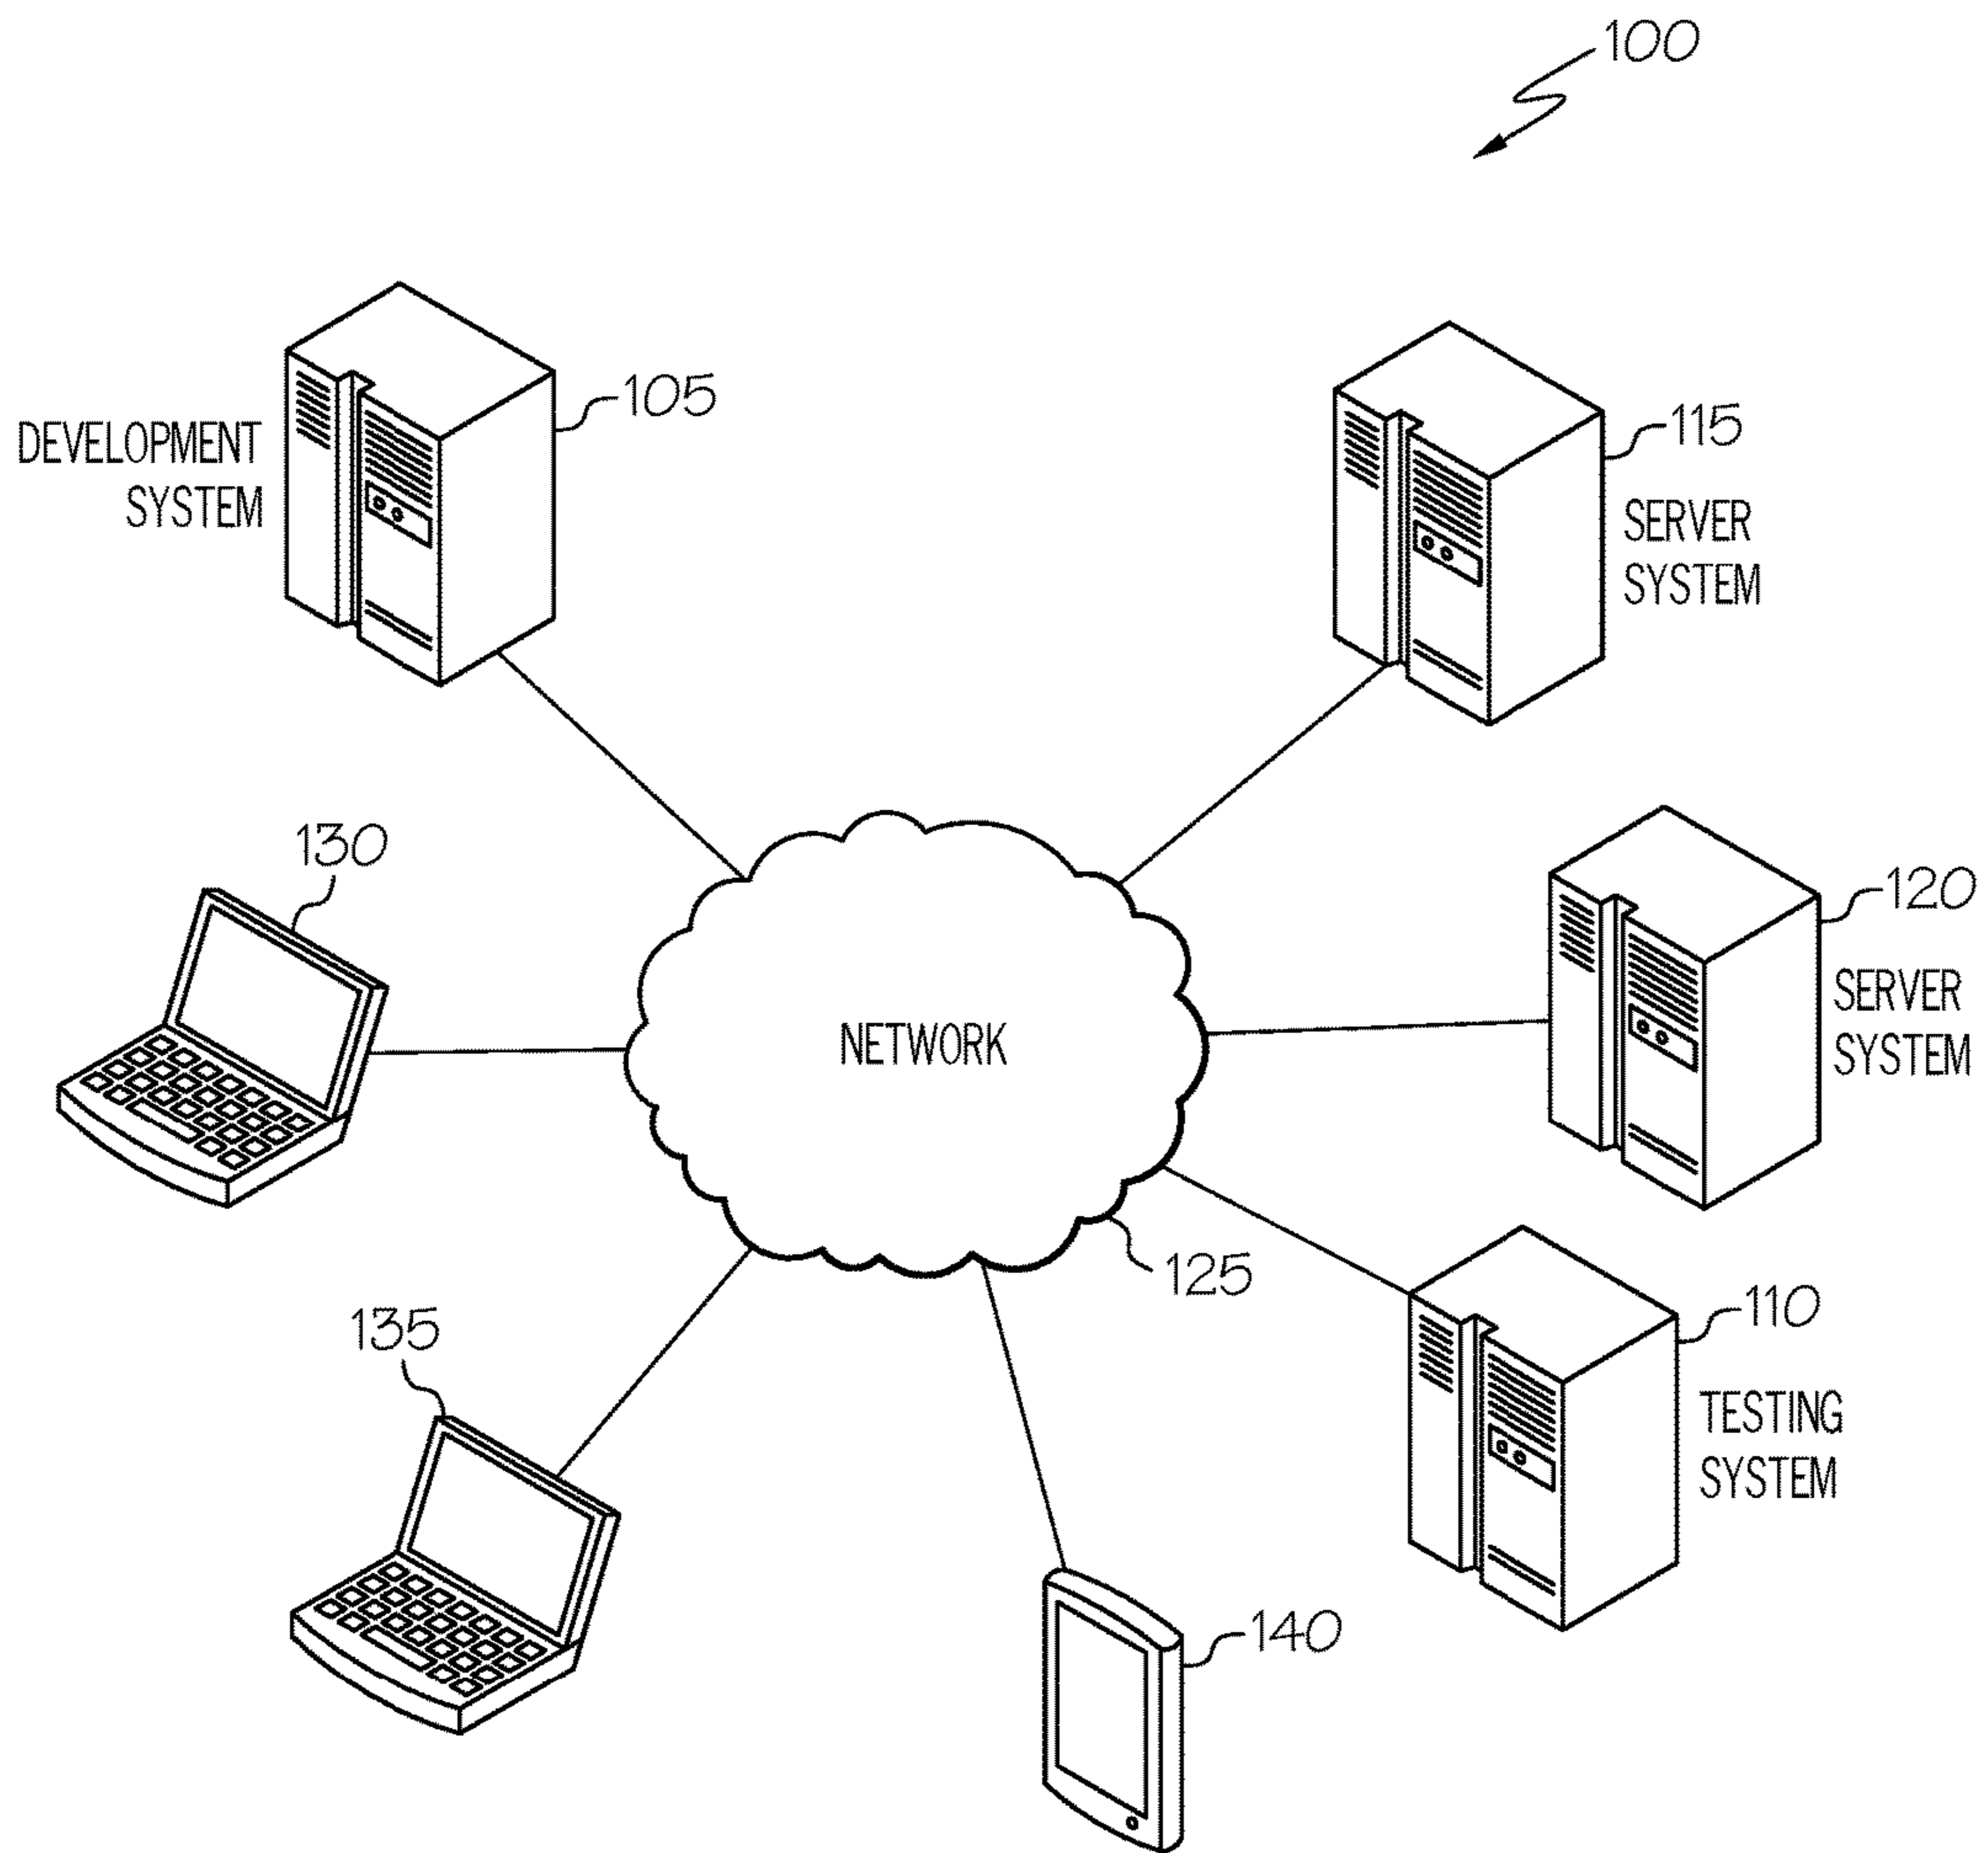 100
105
DEVELOPMENT
SYSTEM
115
SERVER
SYSTEM
130
120
SERVER
SYSTEM
NETWORK
125
110
135
TESTING
SYSTEM
140